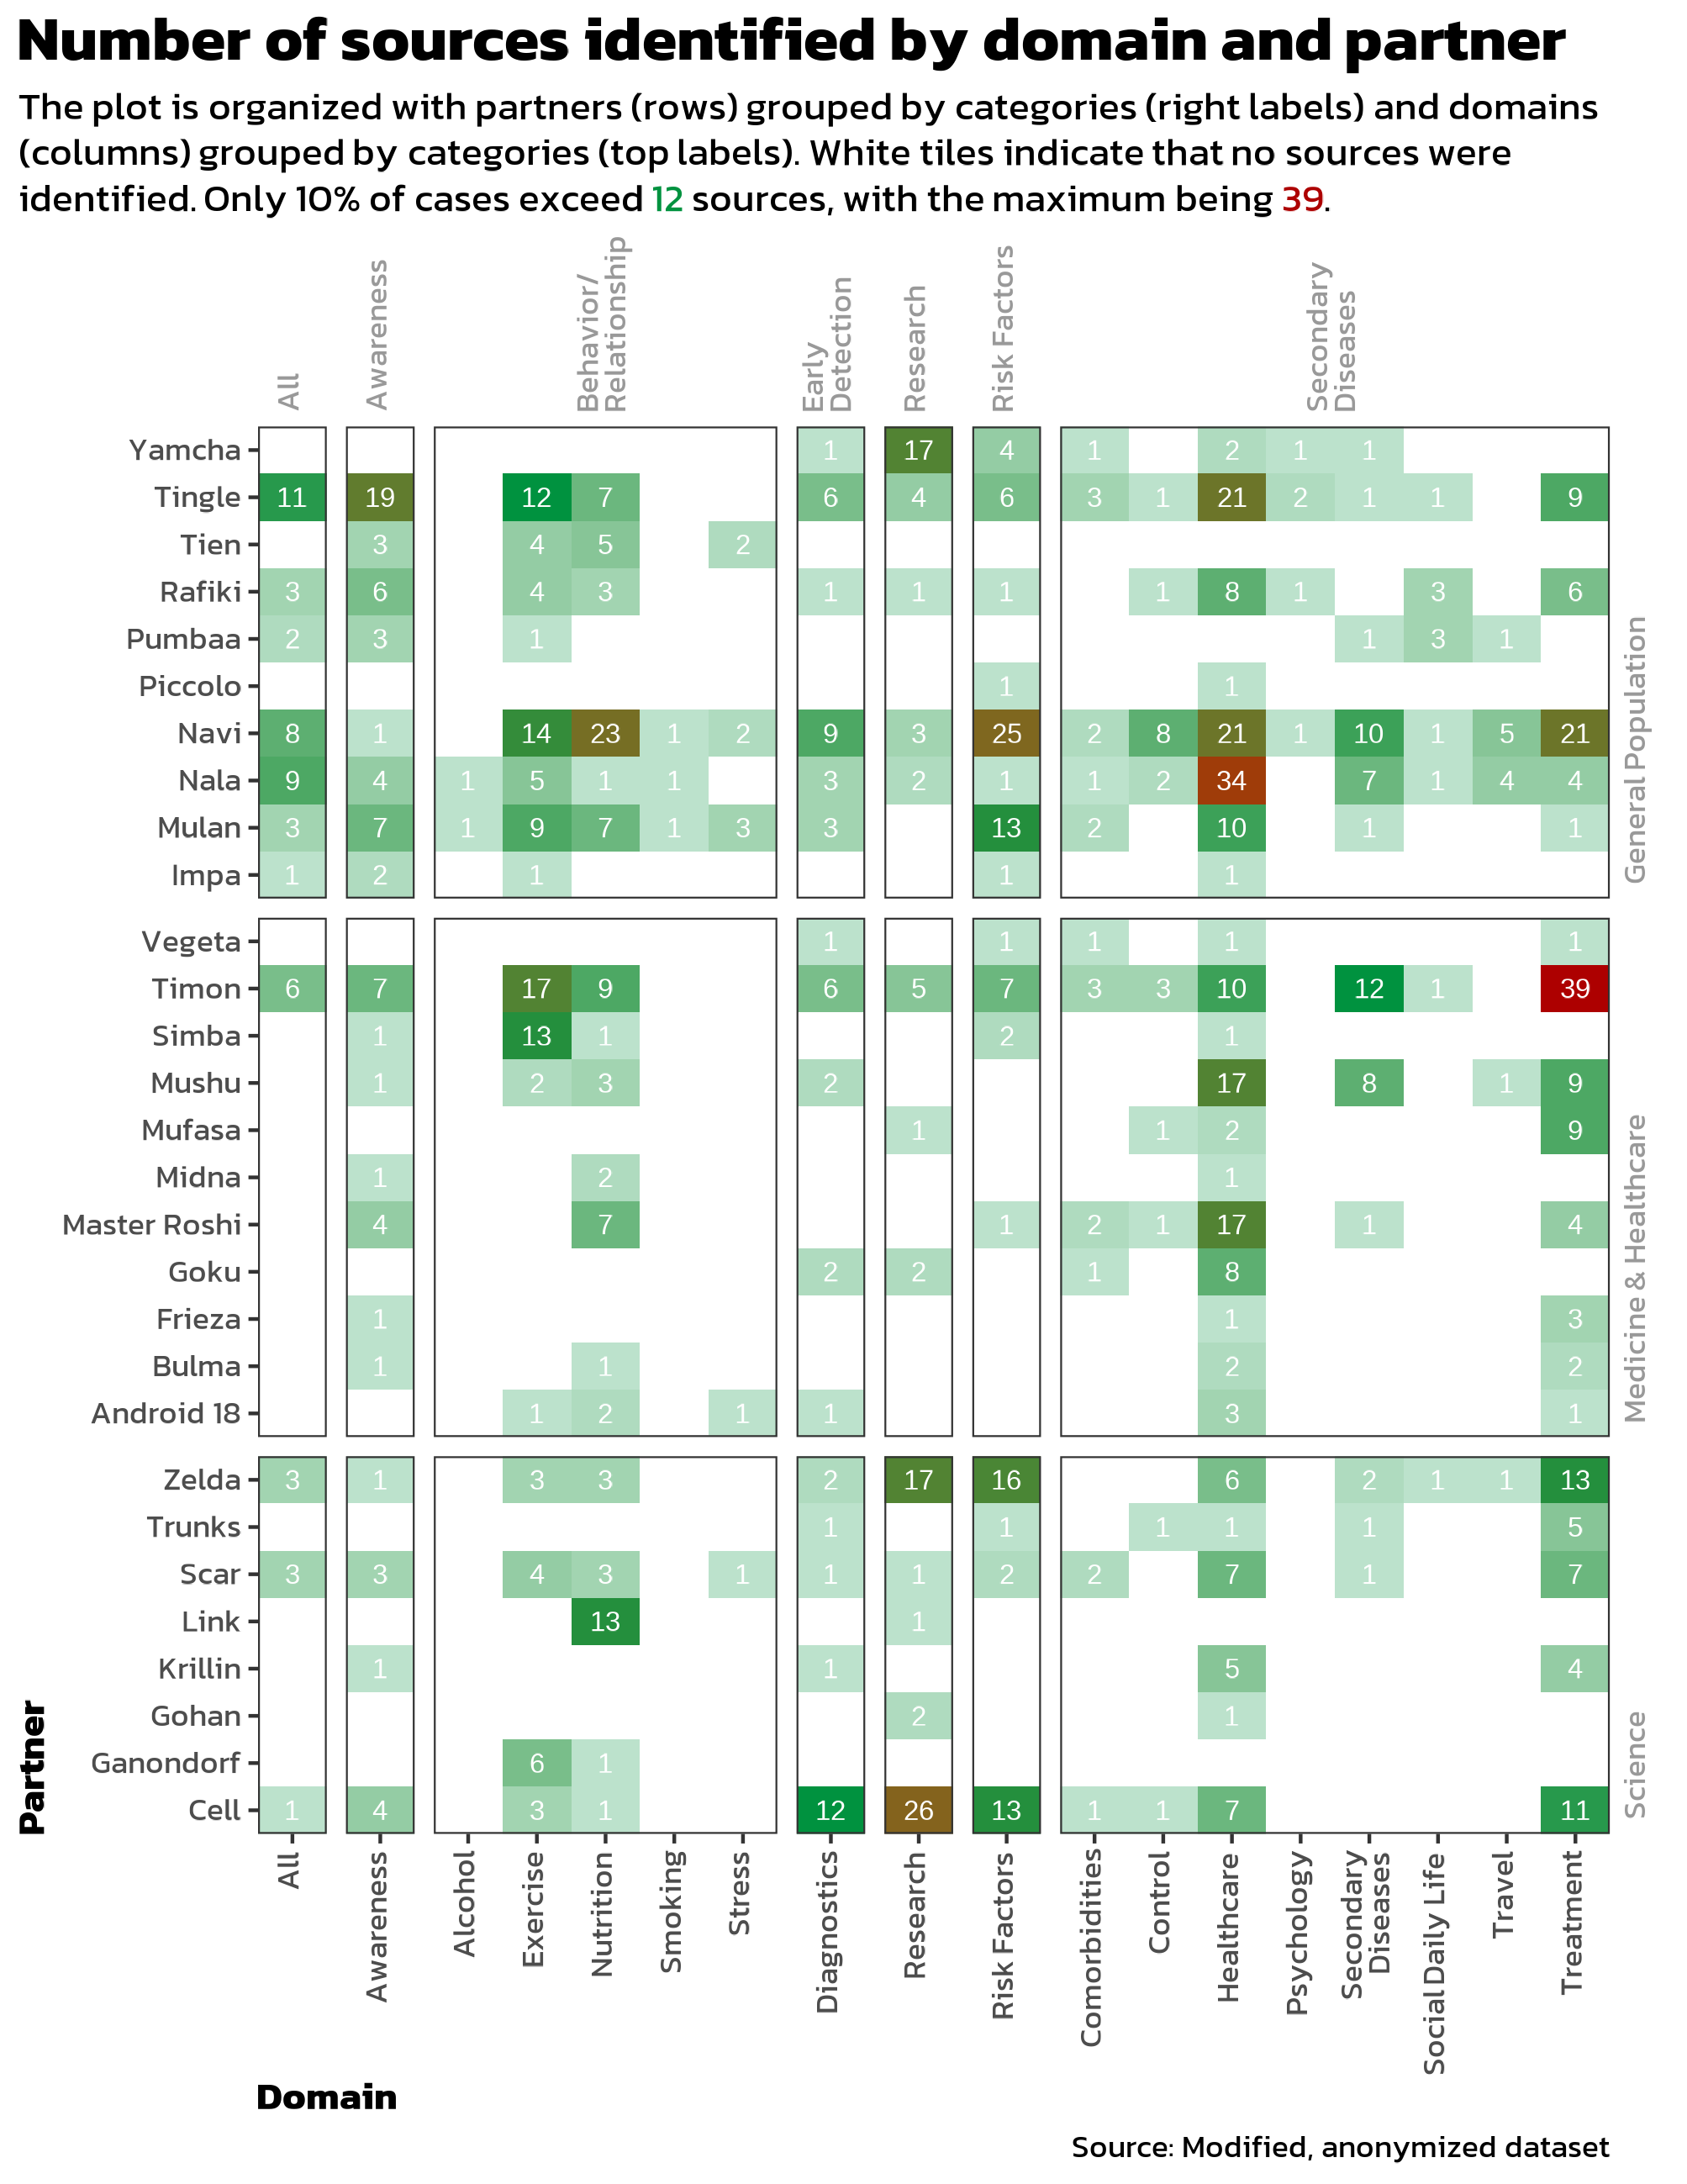 Number of sources identified by domain and partner
The plot is organized with partners (rows) grouped by categories (right labels) and domains
(columns) grouped by categories (top labels). White tiles indicate that no sources were
identified. Only 10% of cases exceed 12 sources, with the maximum being 39.
All
Awareness
Behavior/
Relationship
Early
Detection
Research
Risk Factors
Secondary
Diseases
Yamcha 1 17 4 1 2 1 1
Tingle 11 19 12 7 6 4 6 3 1 21 2 1 1 9
Tien 3 4 5 2
Rafiki 3 6 4 3 1 1 1 1 8 1 3 6
Pumbaa 2 3 1 1 3 1
Piccolo 1 1
Navi 8 1 14 23 1 2 9 3 25 2 8 21 1 10 1 5 21
Nala 9 4 1 5 1 1 3 2 1 1 2 34 7 1 4 4
Mulan 3 7 1 9 7 1 3 3 13 2 10 1 1
Impa 1 2 1 1 1
General Population
Vegeta 1 1 1 1 1
Timon 6 7 17 9 6 5 7 3 3 10 12 1 39
Simba 1 13 1 2 1
Mushu 1 2 3 2 17 8 1 9
Mufasa 1 1 2 9
Midna 1 2 1
Master Roshi 4 7 1 2 1 17 1 4
Goku 2 2 1 8
Frieza 1 1 3
Bulma 1 1 2 2
Android 18 1 2 1 1 3 1
Medicine & Healthcare
Zelda 3 1 3 3 2 17 16 6 2 1 1 13
Trunks 1 1 1 1 1 5
Scar 3 3 4 3 1 1 1 2 2 7 1 7
Link 13 1
Krillin 1 1 5 4
Gohan 2 1
Ganondorf 6 1
Cell 1 4 3 1 12 26 13 1 1 7 11
Science
Partner
All
Awareness
Alcohol
Exercise
Nutrition
Smoking
Stress
Diagnostics
Research
Risk Factors
Comorbidities
Control
Healthcare
Psychology
Secondary
Diseases
Social Daily Life
Travel
Treatment
Domain
Source: Modified, anonymized dataset